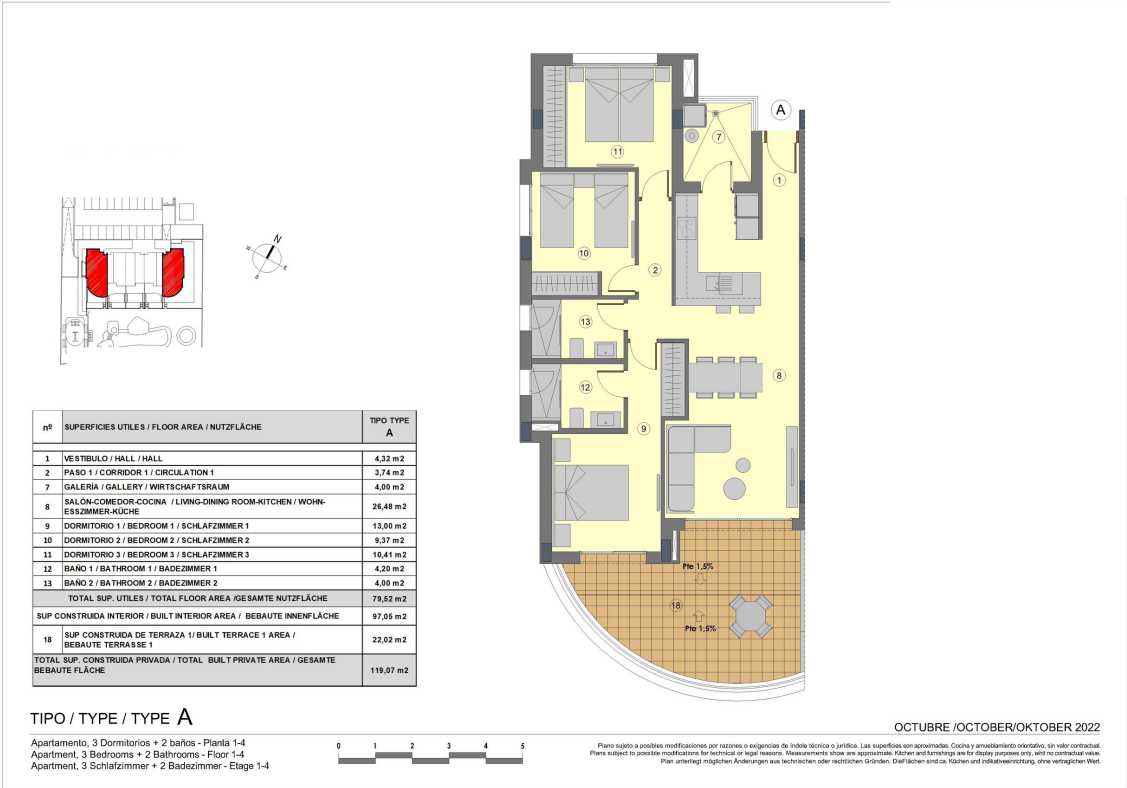 A
7
1
11
10
2
13
8
12
9
N
Pte 1,5%
18
Pte 1,5%
nº SUPERFICIES UTILES / FLOOR AREA / NUTZFLÄCHE TIPO TYPE A
1 VESTIBULO / HALL / HALL 4,32 m2
2 PASO 1 / CORRIDOR 1 / CIRCULATION 1 3,74 m2
7 GALERÍA / GALLERY / WIRTSCHAFTSRAUM 4,00 m2
8 SALÓN-COMEDOR-COCINA / LIVING-DINING ROOM-KITCHEN / WOHN-
ESSZIMMER-KÜCHE 26,48 m2
9 DORMITORIO 1 / BEDROOM 1 / SCHLAFZIMMER 1 13,00 m2
10 DORMITORIO 2 / BEDROOM 2 / SCHLAFZIMMER 2 9,37 m2
11 DORMITORIO 3 / BEDROOM 3 / SCHLAFZIMMER 3 10,41 m2
12 BAÑO 1 / BATHROOM 1 / BADEZIMMER 1 4,20 m2
13 BAÑO 2 / BATHROOM 2 / BADEZIMMER 2 4,00 m2
TOTAL SUP. UTILES / TOTAL FLOOR AREA /GESAMTE NUTZFLÄCHE 79,52 m2
SUP CONSTRUIDA INTERIOR / BUILT INTERIOR AREA / BEBAUTE INNENFLÄCHE 97,05 m2
18 SUP CONSTRUIDA DE TERRAZA 1/ BUILT TERRACE 1 AREA /
BEBAUTE TERRASSE 1 22,02 m2
TOTAL SUP. CONSTRUIDA PRIVADA / TOTAL BUILT PRIVATE AREA / GESAMTE
BEBAUTE FLÄCHE 119,07 m2
TIPO / TYPE / TYPE A
OCTUBRE /OCTOBER/OKTOBER 2022
Apartamento, 3 Dormitorios + 2 baños - Planta 1-4
Apartment, 3 Bedrooms + 2 Bathrooms - Floor 1-4
Apartment, 3 Schlafzimmer + 2 Badezimmer - Etage 1-4
0 1 2 3 4 5
Plano sujeto a posibles modificaciones por razones o exigencias de indole técnica o jurídica. Las superficies son aproximadas. Cocina y amueblamiento orientativo, sin valor contractual.
Plans subject to possible modifications for technical or legal reasons. Measurements show are approximate. Kitchen and furnishings are for display purposes only, whit no contractual value.
Plan unterliegt möglichen Änderungen aus technischen oder rechtlichen Gründen. DieFlächen sind ca. Küchen und indikativeeinrichtung, ohne vertraglichen Wert.